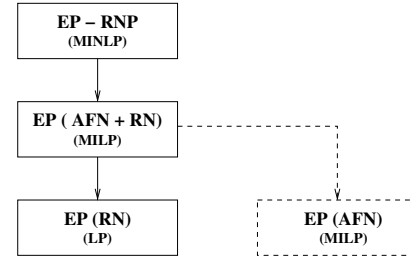 EP – RNP
(MINLP)
EP ( AFN + RN)
(MILP)
EP (RN)
(LP)
EP (AFN)
(MILP)